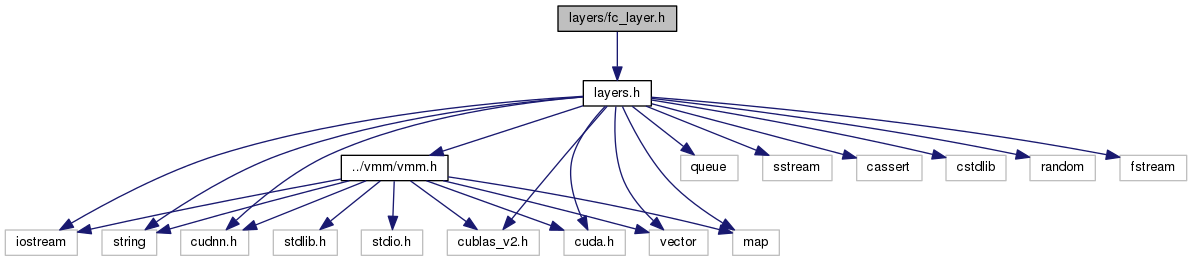 layers/fc_layer.h
layers.h
../vmm/vmm.h
queue
sstream
cassert
cstdlib
random
fstream
iostream
string
cudnn.h
stdlib.h
stdio.h
cublas_v2.h
cuda.h
vector
map